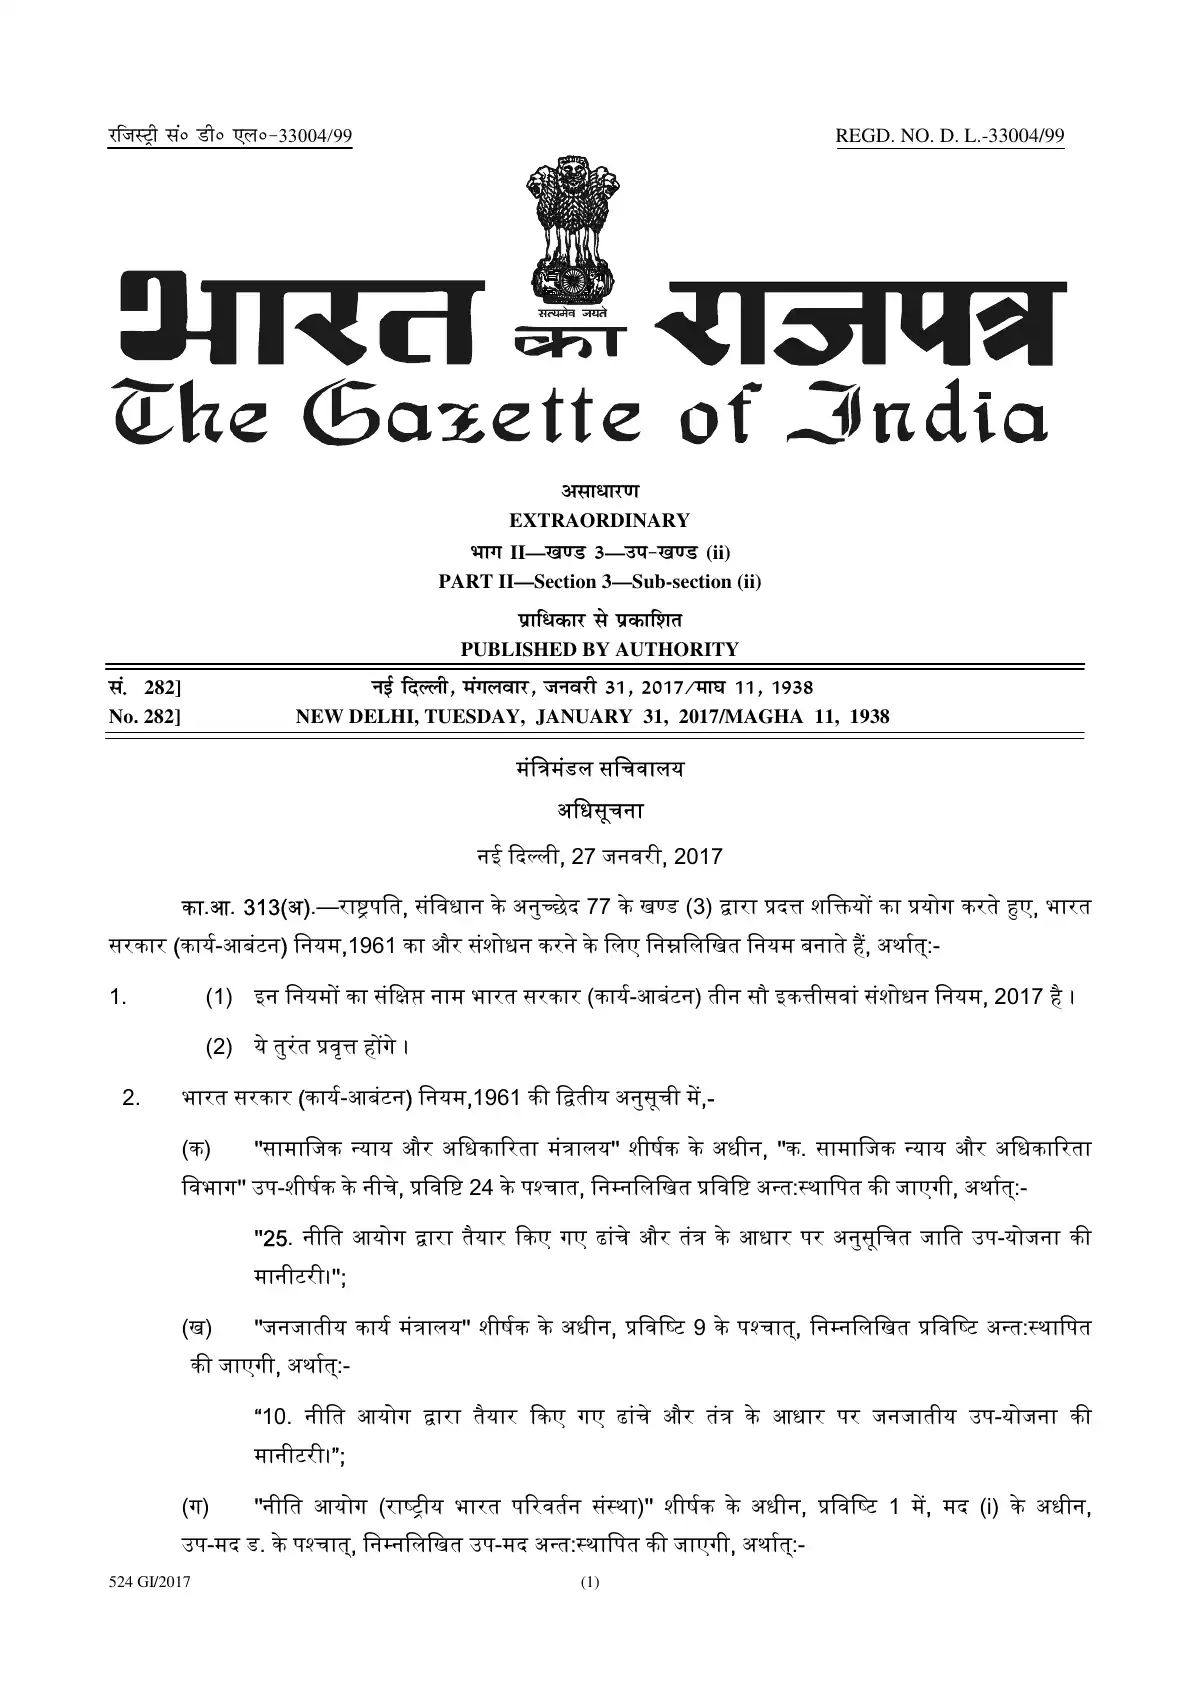 रजिस्ट्री सं० डी० एल०-33004/99
REGD. NO. D. L.-33004/99
सत्यमेव जयते
भारत का राजपत्र
The Gazette of India
असाधारण
EXTRAORDINARY
भाग II—खण्ड 3—उप-खण्ड (ii)
PART II—Section 3—Sub-section (ii)
प्राधिकार से प्रकाशित
PUBLISHED BY AUTHORITY
सं. 282] नई दिल्ली, मंगलवार, जनवरी 31, 2017/माघ 11, 1938
No. 282] NEW DELHI, TUESDAY, JANUARY 31, 2017/MAGHA 11, 1938
मंत्रिमंडल सचिवालय
अधिसूचना
नई दिल्ली, 27 जनवरी, 2017
का.आ. 313(अ).—राष्ट्रपति, संविधान के अनुच्छेद 77 के खण्ड (3) द्वारा प्रदत्त शक्तियों का प्रयोग करते हुए, भारत
सरकार (कार्य-आबंटन) नियम,1961 का और संशोधन करने के लिए निम्नलिखित नियम बनाते हैं, अर्थात्:-
1. (1) इन नियमों का संक्षिप्त नाम भारत सरकार (कार्य-आबंटन) तीन सौ इकत्तीसवां संशोधन नियम, 2017 है ।
(2) ये तुरंत प्रवृत्त होंगे ।
2. भारत सरकार (कार्य-आबंटन) नियम,1961 की द्वितीय अनुसूची में,-
(क) "सामाजिक न्याय और अधिकारिता मंत्रालय" शीर्षक के अधीन, "क. सामाजिक न्याय और अधिकारिता
विभाग" उप-शीर्षक के नीचे, प्रविष्टि 24 के पश्चात, निम्नलिखित प्रविष्टि अन्त:स्थापित की जाएगी, अर्थात्:-
"25. नीति आयोग द्वारा तैयार किए गए ढांचे और तंत्र के आधार पर अनुसूचित जाति उप-योजना की
मानीटरी।";
(ख) "जनजातीय कार्य मंत्रालय" शीर्षक के अधीन, प्रविष्टि 9 के पश्चात्, निम्नलिखित प्रविष्टि अन्त:स्थापित
की जाएगी, अर्थात्:-
“10. नीति आयोग द्वारा तैयार किए गए ढांचे और तंत्र के आधार पर जनजातीय उप-योजना की
मानीटरी।”;
(ग) "नीति आयोग (राष्ट्रीय भारत परिवर्तन संस्था)" शीर्षक के अधीन, प्रविष्टि 1 में, मद (i) के अधीन,
उप-मद ड. के पश्चात्, निम्नलिखित उप-मद अन्त:स्थापित की जाएगी, अर्थात्:-
524 GI/2017 (1)